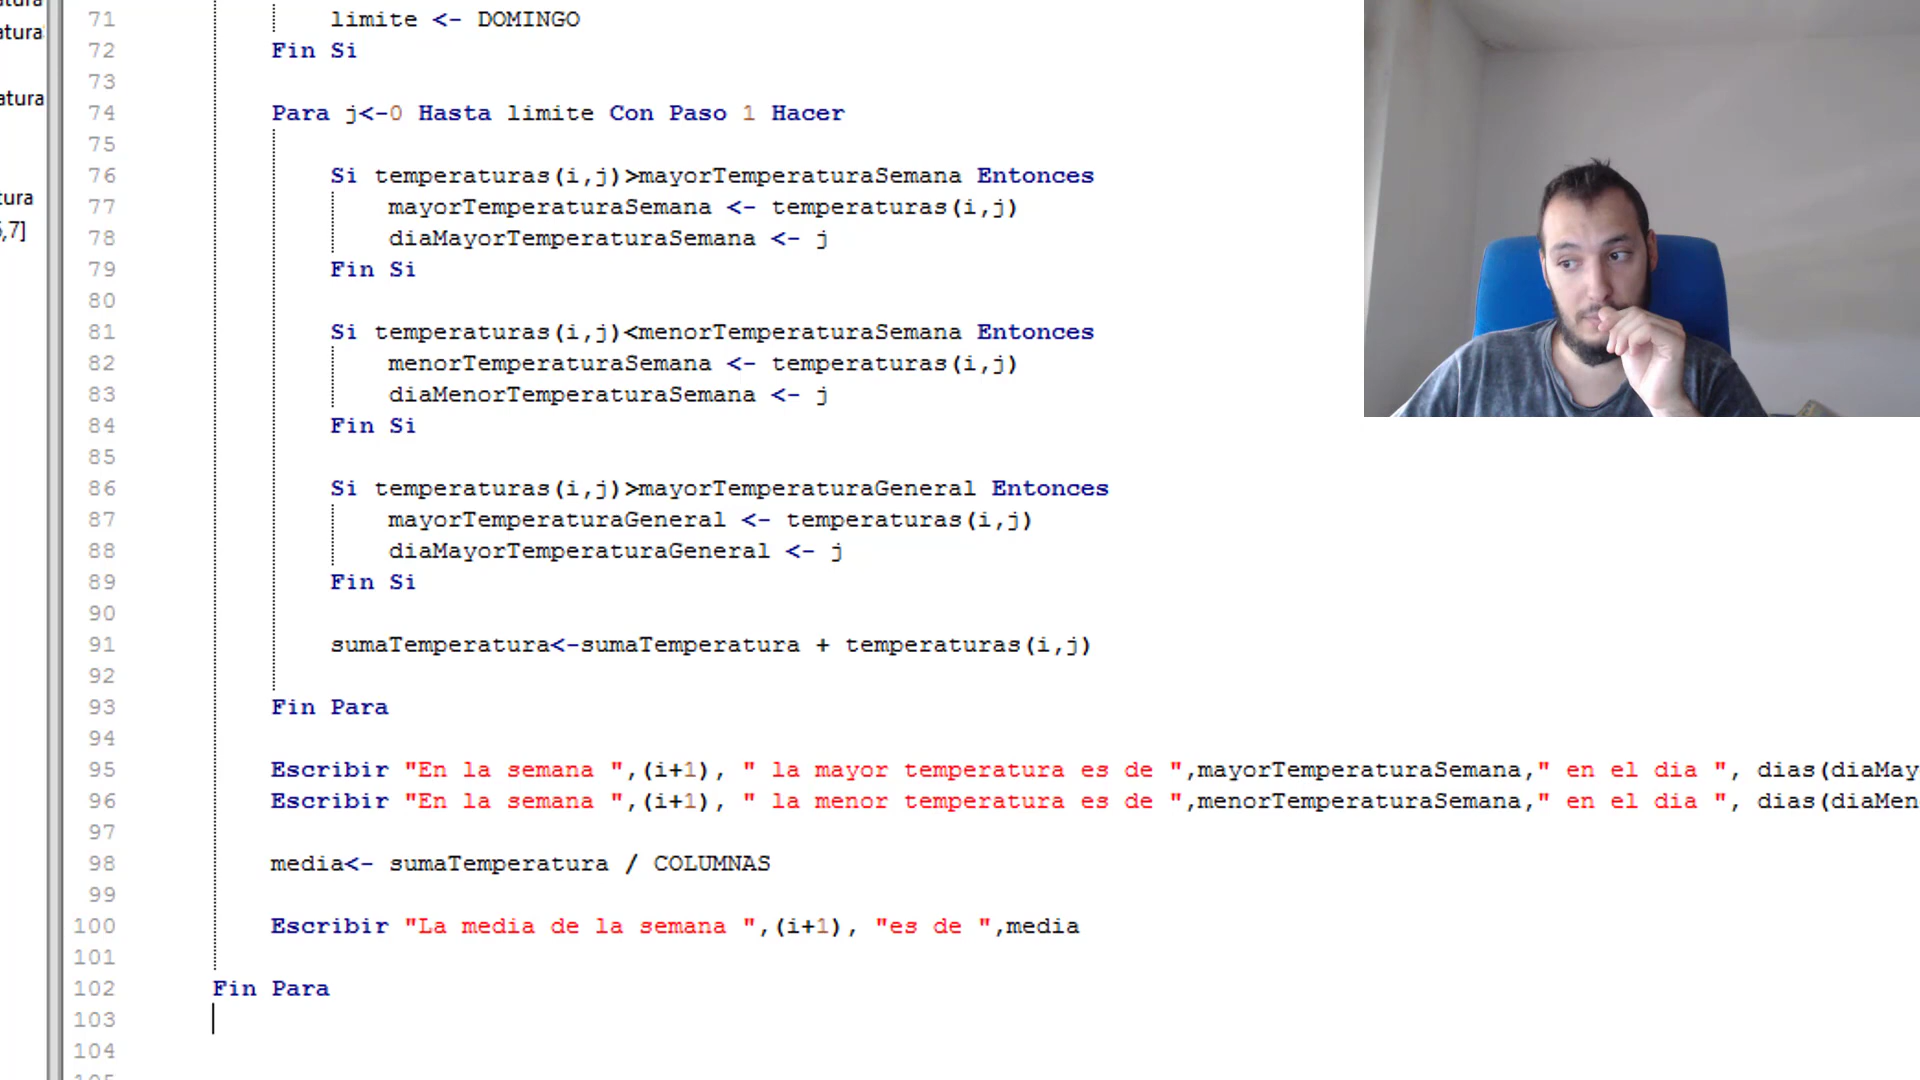 atura
atura
tura
5,7]
71 limite <- DOMINGO
72 Fin Si
73
74 Para j<-0 Hasta limite Con Paso 1 Hacer
75
76 Si temperaturas(i,j)>mayorTemperaturaSemana Entonces
77 mayorTemperaturaSemana <- temperaturas(i,j)
78 diaMayorTemperaturaSemana <- j
79 Fin Si
80
81 Si temperaturas(i,j)<menorTemperaturaSemana Entonces
82 menorTemperaturaSemana <- temperaturas(i,j)
83 diaMenorTemperaturaSemana <- j
84 Fin Si
85
86 Si temperaturas(i,j)>mayorTemperaturaGeneral Entonces
87 mayorTemperaturaGeneral <- temperaturas(i,j)
88 diaMayorTemperaturaGeneral <- j
89 Fin Si
90
91 sumaTemperatura<-sumaTemperatura + temperaturas(i,j)
92
93 Fin Para
94
95 Escribir "En la semana ",(i+1), " la mayor temperatura es de ",mayorTemperaturaSemana," en el dia ", dias(diaMay
96 Escribir "En la semana ",(i+1), " la menor temperatura es de ",menorTemperaturaSemana," en el dia ", dias(diaMen
97
98 media<- sumaTemperatura / COLUMNAS
99
100 Escribir "La media de la semana ",(i+1), "es de ",media
101
102 Fin Para
103
104